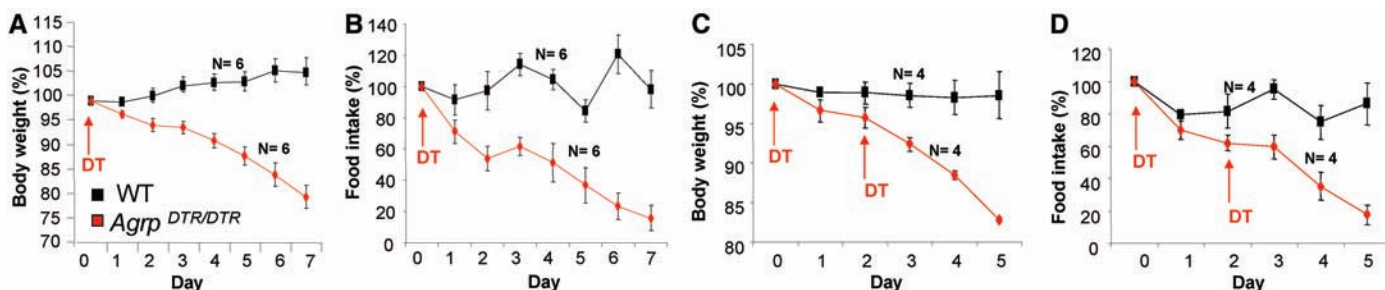 A
115
110
105
100
95
90
85
80
75
70
Body weight (%)
N= 6
N= 6
DT
WT
Agrp DTR/DTR
0 1 2 3 4 5 6 7
Day
B
140
120
100
80
60
40
20
0
Food intake (%)
N= 6
N= 6
DT
0 1 2 3 4 5 6 7
Day
C
105
100
95
90
85
80
Body weight (%)
N= 4
N= 4
DT
DT
0 1 2 3 4 5
Day
D
120
100
80
60
40
20
0
Food intake (%)
N= 4
N= 4
DT
DT
0 1 2 3 4 5
Day